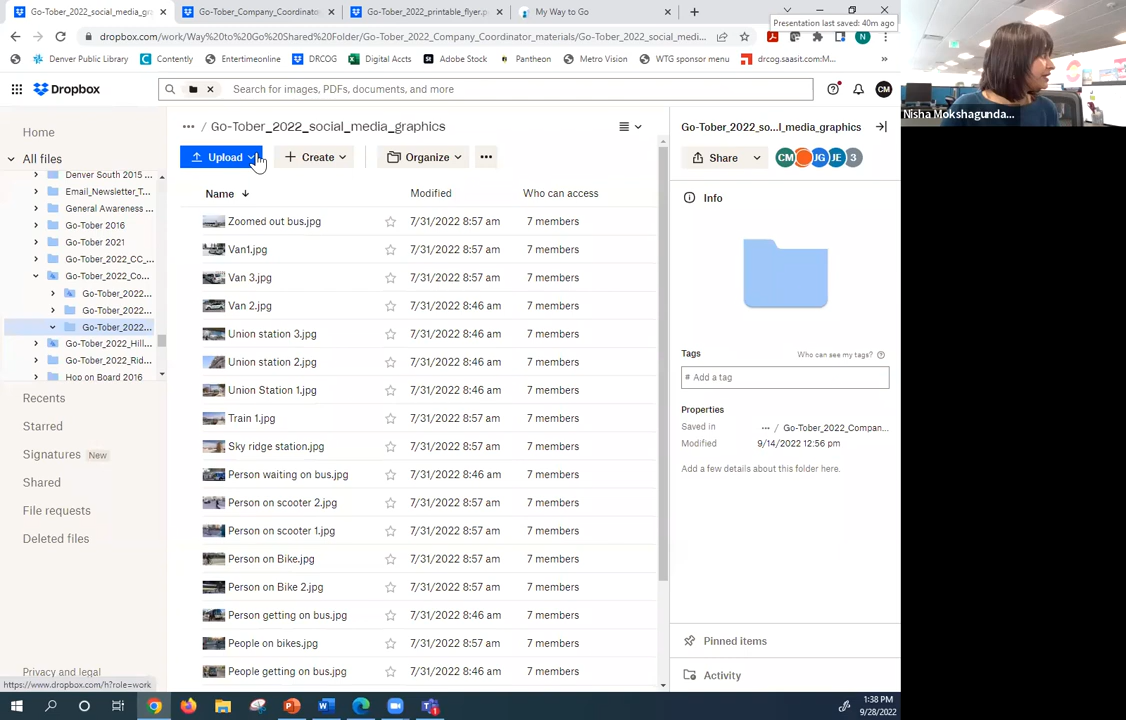 Go-Tober_2022_social_media_gra
Go-Tober_Company_Coordinator
Go-Tober_2022_printable_flyer.p
My Way to Go
Presentation last saved: 40m ago
dropbox.com/work/Way%20to%20Go%20Shared%20Folder/Go-Tober_2022_Company_Coordinator_materials/Go-Tober_2022_social_medi...
N
Denver Public Library
Contently
Entertimeonline
DRCOG
Digital Accts
Adobe Stock
Pantheon
Metro Vision
WTG sponsor menu
drcog.saasit.com:M...
Dropbox
Search for images, PDFs, documents, and more
CM
Nisha Mokshagunda...
Home
All files
Denver South 2015 ...
Email_Newsletter_T...
General Awareness ...
Go-Tober 2016
Go-Tober 2021
Go-Tober_2022_CC_...
Go-Tober_2022_Co...
Go-Tober_2022...
Go-Tober_2022...
Go-Tober_2022...
Go-Tober_2022_Hill...
Go-Tober_2022_Rid...
Hop on Board 2016
Recents
Starred
Signatures New
Shared
File requests
Deleted files
Privacy and legal
https://www.dropbox.com/h?role=work
... / Go-Tober_2022_social_media_graphics
Upload
Create
Organize
Name Modified Who can access
Zoomed out bus.jpg 7/31/2022 8:57 am 7 members
Van1.jpg 7/31/2022 8:57 am 7 members
Van 3.jpg 7/31/2022 8:57 am 7 members
Van 2.jpg 7/31/2022 8:46 am 7 members
Union station 3.jpg 7/31/2022 8:57 am 7 members
Union station 2.jpg 7/31/2022 8:46 am 7 members
Union Station 1.jpg 7/31/2022 8:46 am 7 members
Train 1.jpg 7/31/2022 8:57 am 7 members
Sky ridge station.jpg 7/31/2022 8:57 am 7 members
Person waiting on bus.jpg 7/31/2022 8:46 am 7 members
Person on scooter 2.jpg 7/31/2022 8:57 am 7 members
Person on scooter 1.jpg 7/31/2022 8:57 am 7 members
Person on Bike.jpg 7/31/2022 8:57 am 7 members
Person on Bike 2.jpg 7/31/2022 8:57 am 7 members
Person getting on bus.jpg 7/31/2022 8:46 am 7 members
People on bikes.jpg 7/31/2022 8:57 am 7 members
People getting on bus.jpg 7/31/2022 8:46 am 7 members
Go-Tober_2022_so...l_media_graphics
Share
CM JG JE 3
Info
Tags
Who can see my tags?
# Add a tag
Properties
Saved in ... / Go-Tober_2022_Compan...
Modified 9/14/2022 12:56 pm
Add a few details about this folder here.
Pinned items
Activity
1:38 PM
9/28/2022